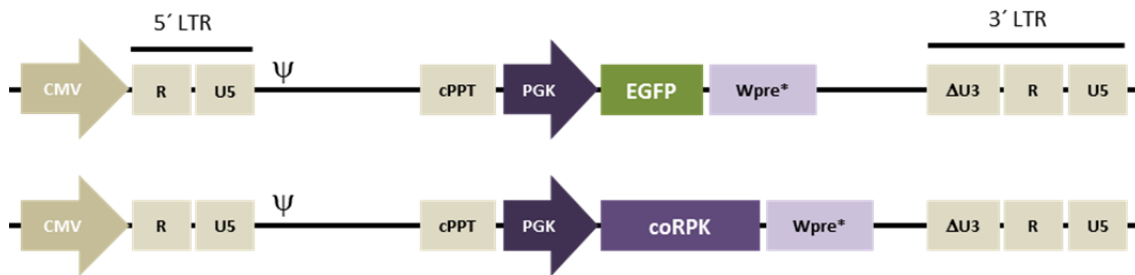 5´ LTR 3´ LTR
ψ
CMV R U5 cPPT PGK EGFP Wpre* ΔU3 R U5
ψ
CMV R U5 cPPT PGK coRPK Wpre* ΔU3 R U5